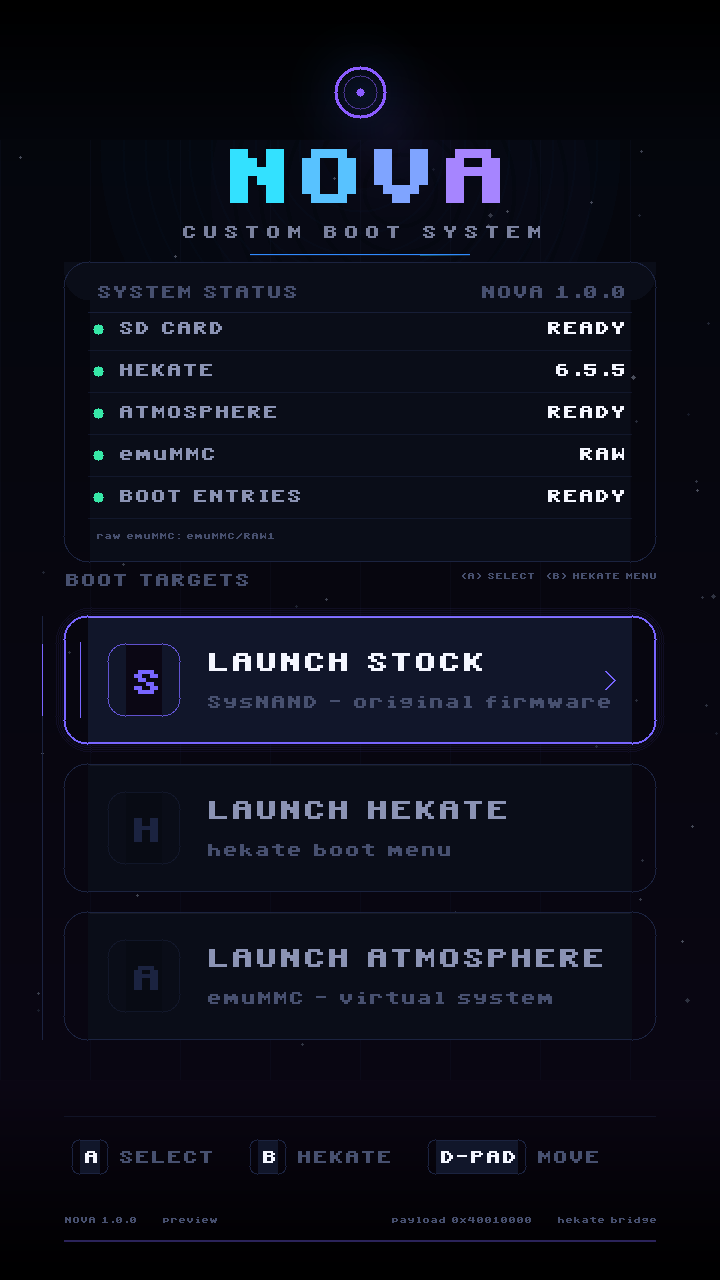 NOVA
CUSTOM BOOT SYSTEM
SYSTEM STATUS NOVA 1.0.0
SD CARD READY
HEKATE 6.5.5
ATMOSPHERE READY
emuMMC RAW
BOOT ENTRIES READY
raw emuMMC: emuMMC/RAW1
BOOT TARGETS (A) SELECT (B) HEKATE MENU
S LAUNCH STOCK
SysNAND - original firmware
H LAUNCH HEKATE
hekate boot menu
A LAUNCH ATMOSPHERE
emuMMC - virtual system
A SELECT B HEKATE D-PAD MOVE
NOVA 1.0.0 preview payload 0x40010000 hekate bridge